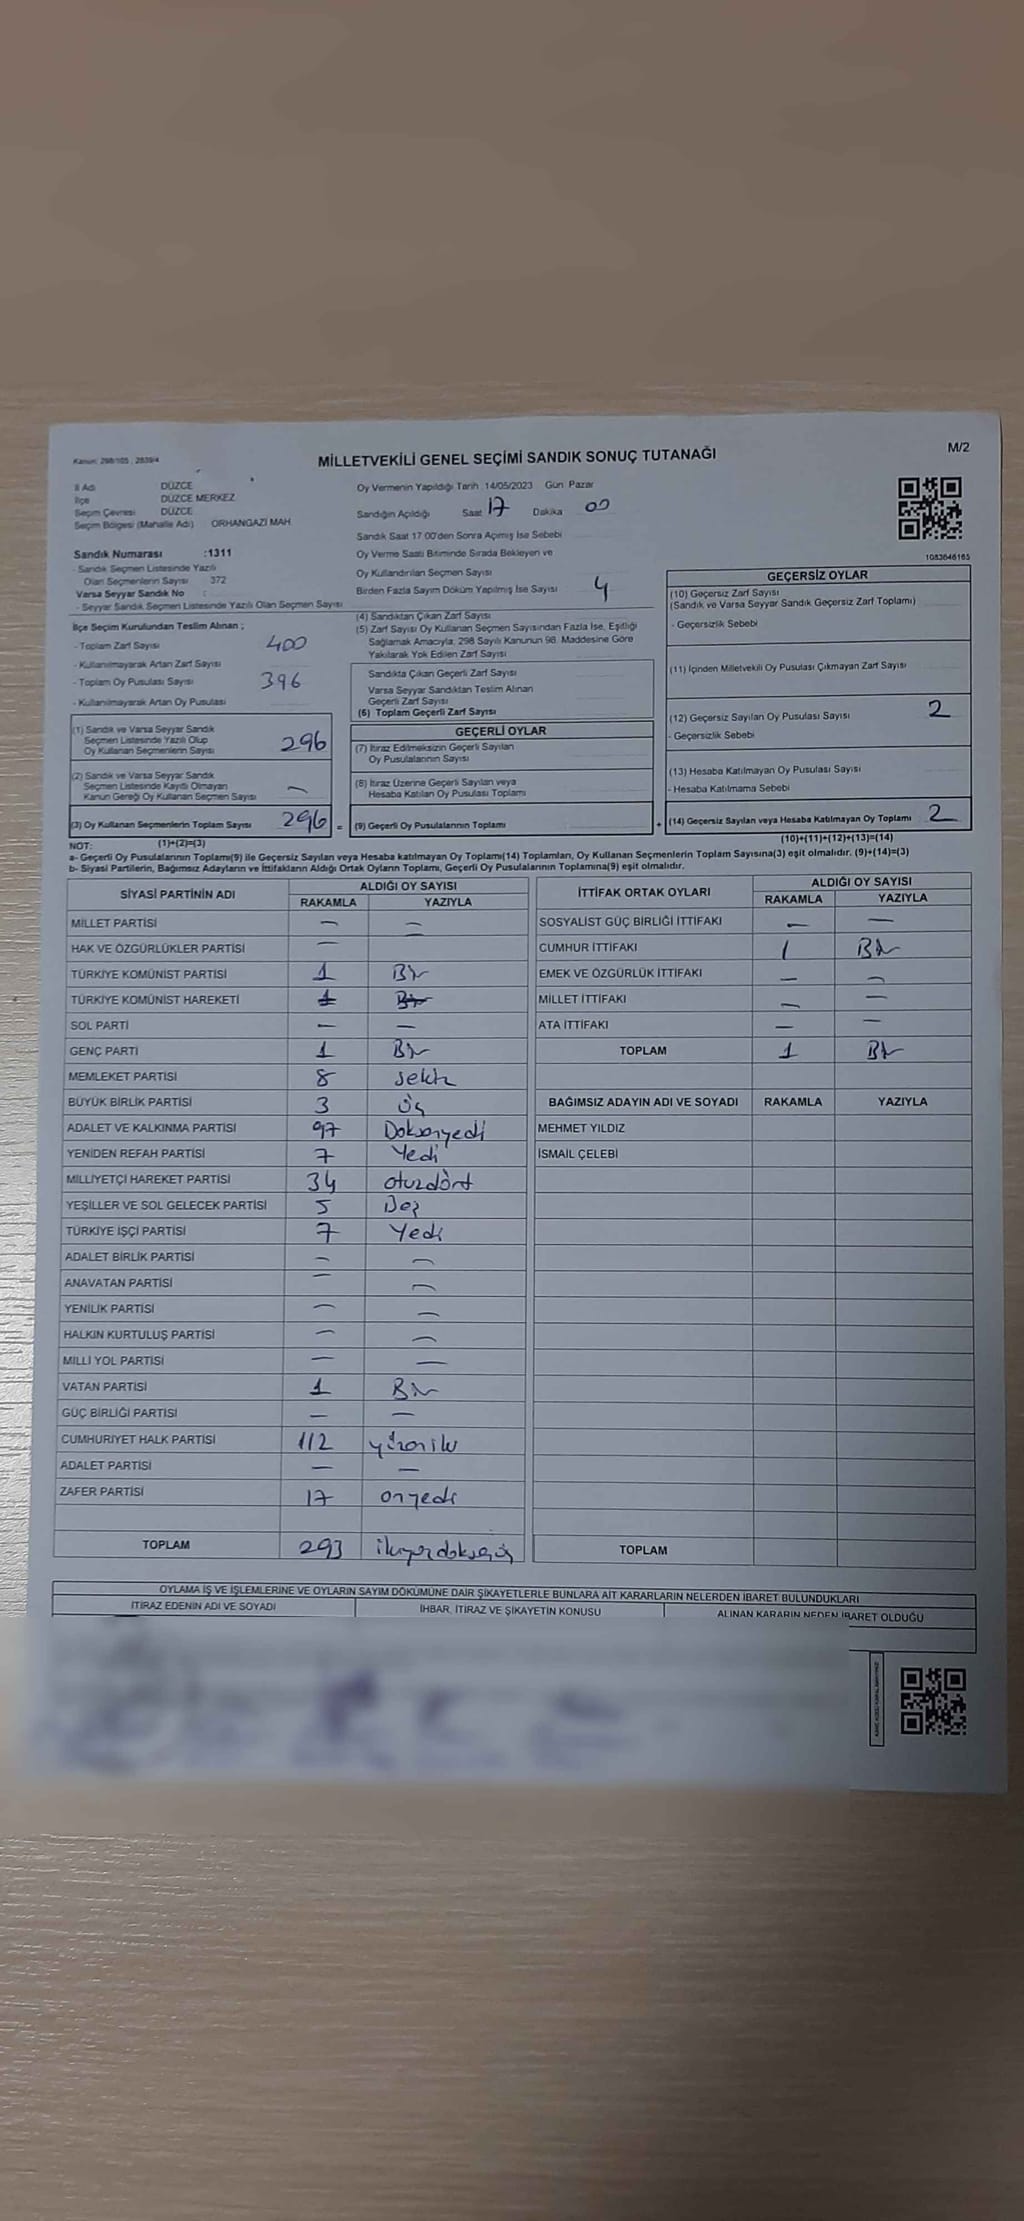 Kanun: 298/105 , 2839/4
MİLLETVEKİLİ GENEL SEÇİMİ SANDIK SONUÇ TUTANAĞI
M/2
İl Adı DÜZCE
İlçe DÜZCE MERKEZ
Seçim Çevresi DÜZCE
Seçim Bölgesi (Mahalle Adı) ORHANGAZİ MAH
Sandık Numarası :1311
- Sandık Seçmen Listesinde Yazılı
Olan Seçmenlerin Sayısı 372
Varsa Seyyar Sandık No :
- Seyyar Sandık Seçmen Listesinde Yazılı Olan Seçmen Sayısı
Oy Vermenin Yapıldığı Tarih 14/05/2023 Gün Pazar
Sandığın Açıldığı Saat 17 Dakika 00
Sandık Saat 17 00'den Sonra Açımış İse Sebebi
Oy Verme Saati Bitiminde Sırada Bekleyen ve
Oy Kullandırılan Seçmen Sayısı
Birden Fazla Sayım Döküm Yapılmış İse Sayısı 4
1083646165
İlçe Seçim Kurulundan Teslim Alınan ;
- Toplam Zarf Sayısı 400
- Kullanılmayarak Artan Zarf Sayısı
- Toplam Oy Pusulası Sayısı 396
- Kullanılmayarak Artan Oy Pusulası
(1) Sandık ve Varsa Seyyar Sandık
Seçmen Listesinde Yazılı Olup
Oy Kullanan Seçmenlerin Sayısı 296
(2) Sandık ve Varsa Seyyar Sandık
Seçmen Listesinde Kayıtlı Olmayan
Kanun Gereği Oy Kullanan Seçmen Sayısı —
(3) Oy Kullanan Seçmenlerin Toplam Sayısı 296 =
(4) Sandıktan Çıkan Zarf Sayısı
(5) Zarf Sayısı Oy Kullanan Seçmen Sayısından Fazla İse, Eşitliği
Sağlamak Amacıyla, 298 Sayılı Kanunun 98. Maddesine Göre
Yakılarak Yok Edilen Zarf Sayısı
Sandıkta Çıkan Geçerli Zarf Sayısı
Varsa Seyyar Sandıktan Teslim Alınan
Geçerli Zarf Sayısı
(6) Toplam Geçerli Zarf Sayısı
GEÇERLİ OYLAR
(7) İtiraz Edilmeksizin Geçerli Sayılan
Oy Pusulalarının Sayısı
(8) İtiraz Üzerine Geçerli Sayılan veya
Hesaba Katılan Oy Pusulası Toplamı
(9) Geçerli Oy Pusulalarının Toplamı +
GEÇERSİZ OYLAR
(10) Geçersiz Zarf Sayısı
(Sandık ve Varsa Seyyar Sandık Geçersiz Zarf Toplamı)
- Geçersizlik Sebebi
(11) İçinden Milletvekili Oy Pusulası Çıkmayan Zarf Sayısı
(12) Geçersiz Sayılan Oy Pusulası Sayısı 2
- Geçersizlik Sebebi
(13) Hesaba Katılmayan Oy Pusulası Sayısı
- Hesaba Katılmama Sebebi
(14) Geçersiz Sayılan veya Hesaba Katılmayan Oy Toplamı 2
NOT: (1)+(2)=(3)
(10)+(11)+(12)+(13)=(14)
a- Geçerli Oy Pusulalarının Toplamı(9) ile Geçersiz Sayılan veya Hesaba katılmayan Oy Toplamı(14) Toplamları, Oy Kullanan Seçmenlerin Toplam Sayısına(3) eşit olmalıdır. (9)+(14)=(3)
b- Siyasi Partilerin, Bağımsız Adayların ve İttifakların Aldığı Ortak Oyların Toplamı, Geçerli Oy Pusulalarının Toplamına(9) eşit olmalıdır.
SİYASİ PARTİNİN ADI ALDIĞI OY SAYISI
RAKAMLA YAZIYLA
MİLLET PARTİSİ — —
HAK VE ÖZGÜRLÜKLER PARTİSİ —
TÜRKİYE KOMÜNİST PARTİSİ 1 Bir
TÜRKİYE KOMÜNİST HAREKETİ 1 Bir
SOL PARTİ — —
GENÇ PARTİ 1 Bir
MEMLEKET PARTİSİ 8 sekiz
BÜYÜK BİRLİK PARTİSİ 3 üç
ADALET VE KALKINMA PARTİSİ 97 Doksanyedi
YENİDEN REFAH PARTİSİ 7 Yedi
MİLLİYETÇİ HAREKET PARTİSİ 34 otuzdört
YEŞİLLER VE SOL GELECEK PARTİSİ 5 Beş
TÜRKİYE İŞÇİ PARTİSİ 7 Yedi
ADALET BİRLİK PARTİSİ — —
ANAVATAN PARTİSİ — —
YENİLİK PARTİSİ — —
HALKIN KURTULUŞ PARTİSİ — —
MİLLİ YOL PARTİSİ — —
VATAN PARTİSİ 1 Bir
GÜÇ BİRLİĞİ PARTİSİ — —
CUMHURİYET HALK PARTİSİ 112 yüzoniki
ADALET PARTİSİ — —
ZAFER PARTİSİ 17 onyedi
TOPLAM 293 ikiyüzdoksanüç
İTTİFAK ORTAK OYLARI ALDIĞI OY SAYISI
RAKAMLA YAZIYLA
SOSYALİST GÜÇ BİRLİĞİ İTTİFAKI — —
CUMHUR İTTİFAKI 1 Bir
EMEK VE ÖZGÜRLÜK İTTİFAKI — —
MİLLET İTTİFAKI — —
ATA İTTİFAKI — —
TOPLAM 1 Bir
BAĞIMSIZ ADAYIN ADI VE SOYADI RAKAMLA YAZIYLA
MEHMET YILDIZ
İSMAİL ÇELEBİ
TOPLAM
OYLAMA İŞ VE İŞLEMLERİNE VE OYLARIN SAYIM DÖKÜMÜNE DAİR ŞİKAYETLERLE BUNLARA AİT KARARLARIN NELERDEN İBARET BULUNDUKLARI
İTİRAZ EDENİN ADI VE SOYADI İHBAR, İTİRAZ VE ŞİKAYETİN KONUSU ALINAN KARARIN NEDEN İBARET OLDUĞU